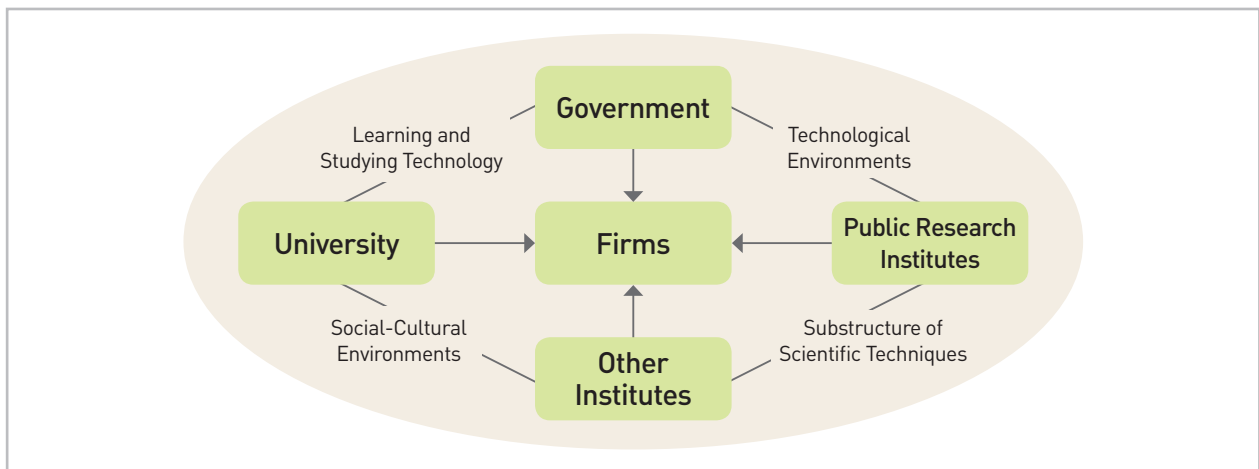 Government
Learning and
Studying Technology
Technological
Environments
University
Firms
Public Research
Institutes
Social-Cultural
Environments
Substructure of
Scientific Techniques
Other
Institutes